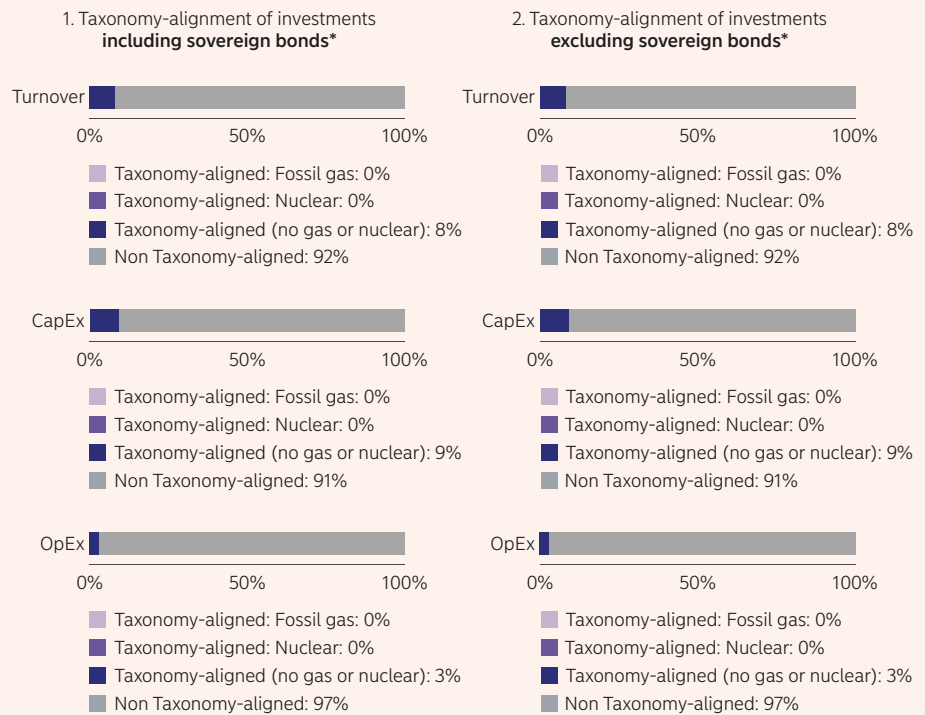 1. Taxonomy-alignment of investments
including sovereign bonds*
Turnover
0% 50% 100%
Taxonomy-aligned: Fossil gas: 0%
Taxonomy-aligned: Nuclear: 0%
Taxonomy-aligned (no gas or nuclear): 8%
Non Taxonomy-aligned: 92%
CapEx
0% 50% 100%
Taxonomy-aligned: Fossil gas: 0%
Taxonomy-aligned: Nuclear: 0%
Taxonomy-aligned (no gas or nuclear): 9%
Non Taxonomy-aligned: 91%
OpEx
0% 50% 100%
Taxonomy-aligned: Fossil gas: 0%
Taxonomy-aligned: Nuclear: 0%
Taxonomy-aligned (no gas or nuclear): 3%
Non Taxonomy-aligned: 97%
2. Taxonomy-alignment of investments
excluding sovereign bonds*
Turnover
0% 50% 100%
Taxonomy-aligned: Fossil gas: 0%
Taxonomy-aligned: Nuclear: 0%
Taxonomy-aligned (no gas or nuclear): 8%
Non Taxonomy-aligned: 92%
CapEx
0% 50% 100%
Taxonomy-aligned: Fossil gas: 0%
Taxonomy-aligned: Nuclear: 0%
Taxonomy-aligned (no gas or nuclear): 9%
Non Taxonomy-aligned: 91%
OpEx
0% 50% 100%
Taxonomy-aligned: Fossil gas: 0%
Taxonomy-aligned: Nuclear: 0%
Taxonomy-aligned (no gas or nuclear): 3%
Non Taxonomy-aligned: 97%